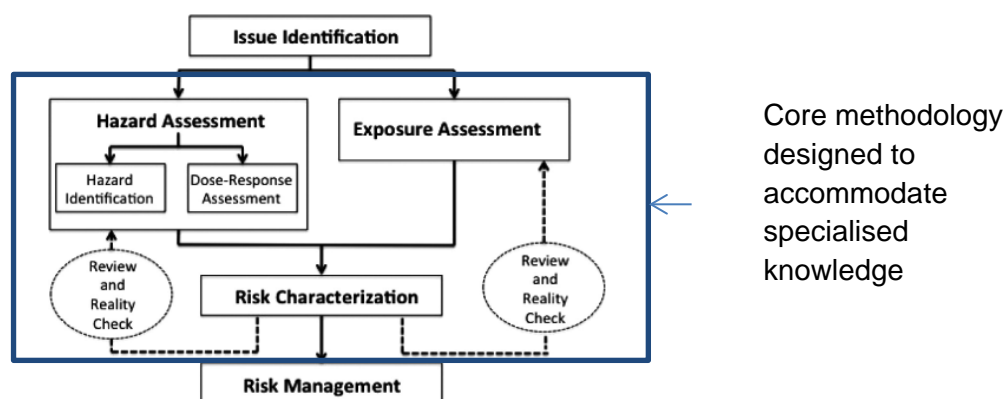 Issue Identification
Hazard Assessment
Hazard
Identification
Dose-Response
Assessment
Exposure Assessment
Review
and
Reality
Check
Risk Characterization
Review
and
Reality
Check
Risk Management
Core methodology
designed to
accommodate
specialised
knowledge